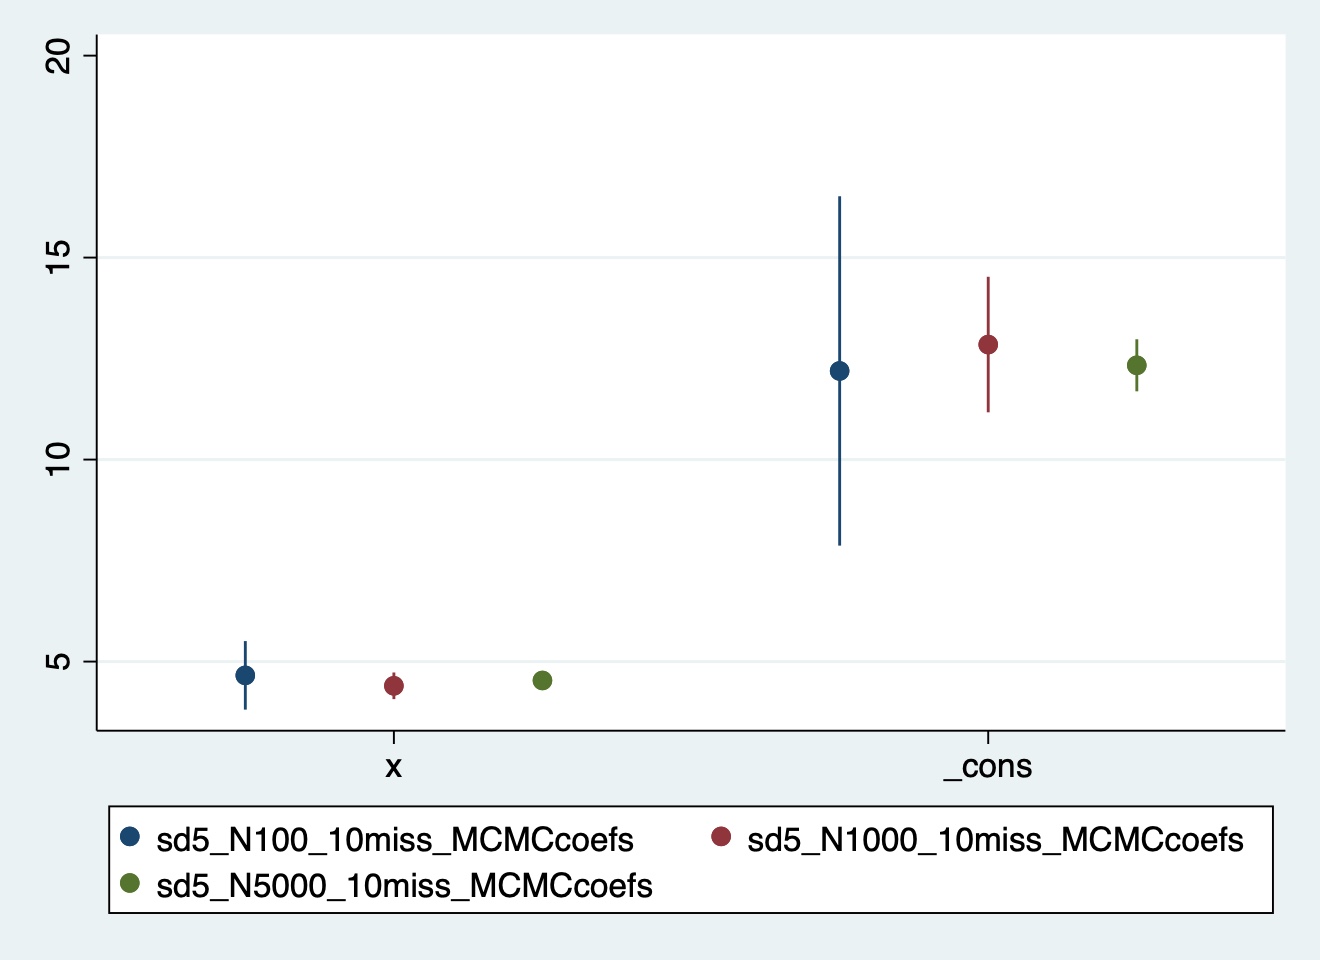 20
15
10
5
x _cons
sd5_N100_10miss_MCMCcoefs sd5_N1000_10miss_MCMCcoefs
sd5_N5000_10miss_MCMCcoefs